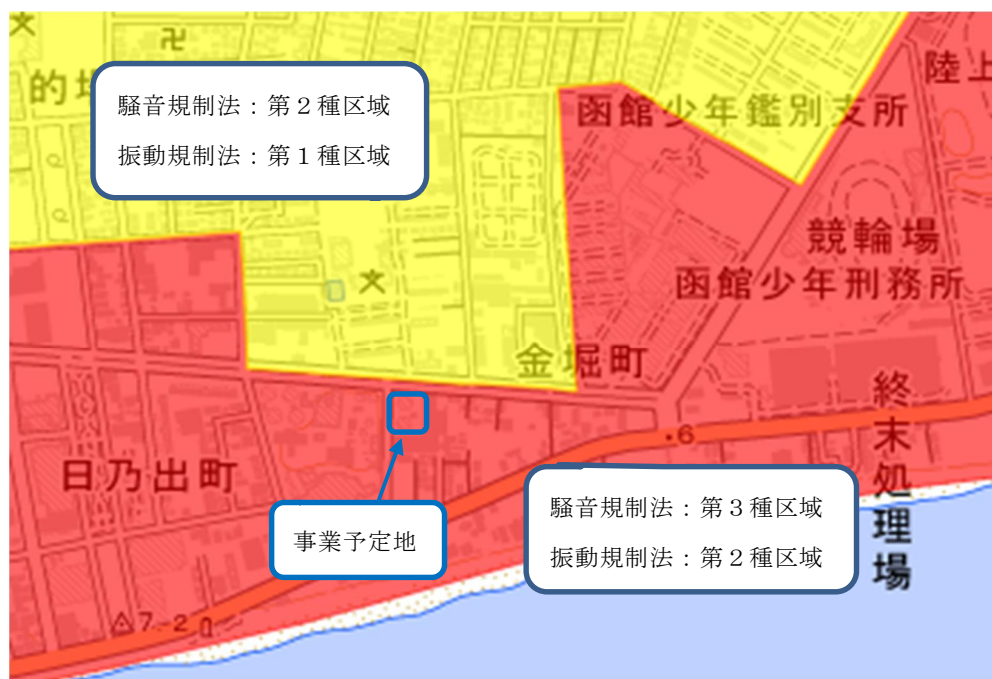 的場
騒音規制法：第２種区域
振動規制法：第１種区域
函館少年鑑別支所
陸上
競輪場
函館少年刑務所
金堀町
終末処理場
・6
日乃出町
事業予定地
騒音規制法：第３種区域
振動規制法：第２種区域
7.2